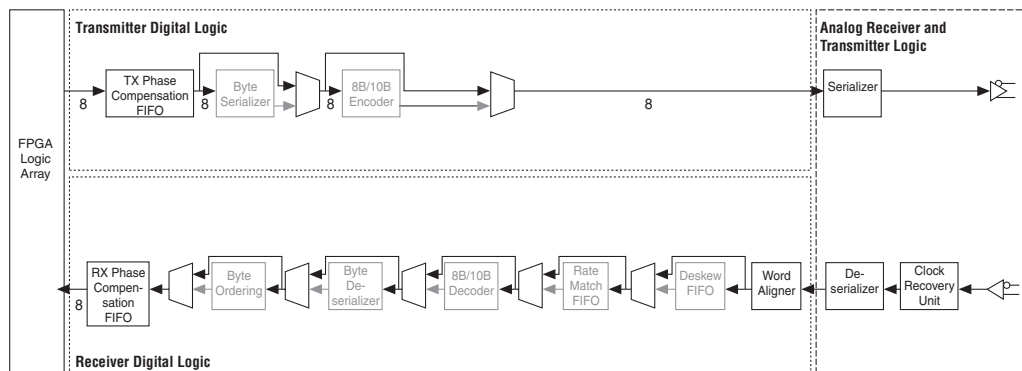 Transmitter Digital Logic
Analog Receiver and
Transmitter Logic
FPGA
Logic
Array
8
TX Phase
Compensation
FIFO
8
Byte
Serializer
8
8B/10B
Encoder
8
Serializer
RX Phase
Compen-
sation
FIFO
8
Byte
Ordering
Byte
De-
serializer
8B/10B
Decoder
Rate
Match
FIFO
Deskew
FIFO
Word
Aligner
De-
serializer
Clock
Recovery
Unit
Receiver Digital Logic